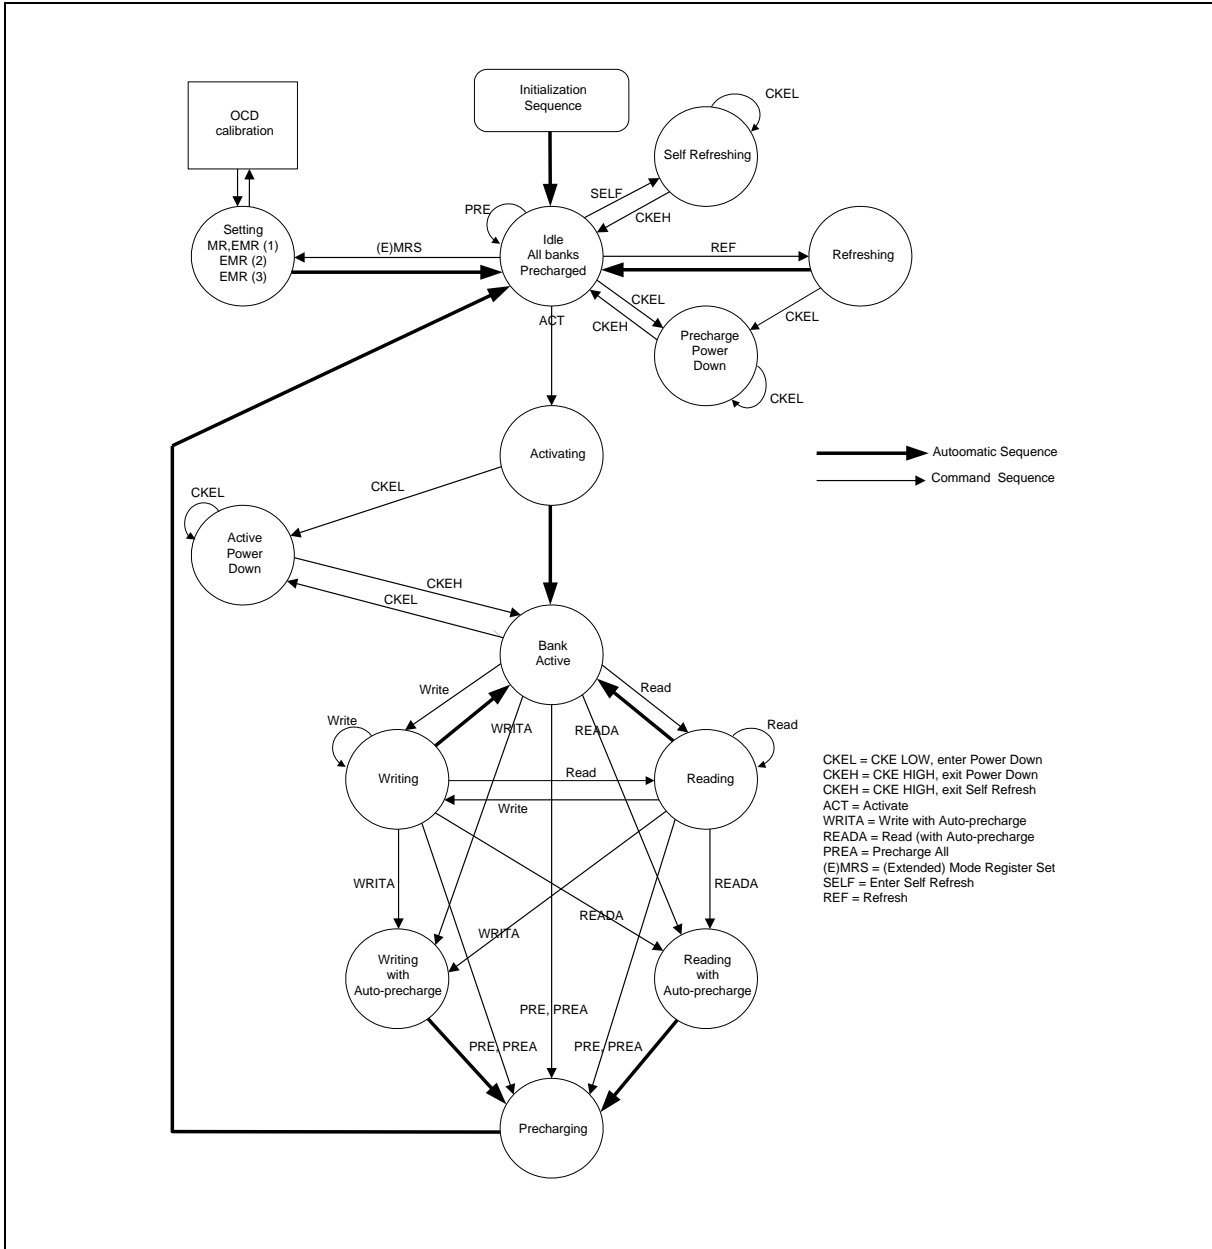 Initialization
Sequence
CKEL
OCD
calibration
Self Refreshing
SELF
PRE
CKEH
Setting
MR,EMR (1)
EMR (2)
EMR (3)
(E)MRS
Idle
All banks
Precharged
REF
Refreshing
CKEL
CKEH
CKEL
ACT
Precharge
Power
Down
CKEL
Activating
Autoomatic Sequence
Command Sequence
CKEL
CKEL
Active
Power
Down
CKEH
CKEL
Bank
Active
Write
Read
Write
WRITA
READA
Read
Writing
Read
Reading
Write
CKEL = CKE LOW, enter Power Down
CKEH = CKE HIGH, exit Power Down
CKEH = CKE HIGH, exit Self Refresh
ACT = Activate
WRITA = Write with Auto-precharge
READA = Read (with Auto-precharge
PREA = Precharge All
(E)MRS = (Extended) Mode Register Set
SELF = Enter Self Refresh
REF = Refresh
WRITA
READA
READA
WRITA
Writing
with
Auto-precharge
Reading
with
Auto-precharge
PRE, PREA
PRE, PREA
PRE, PREA
Precharging